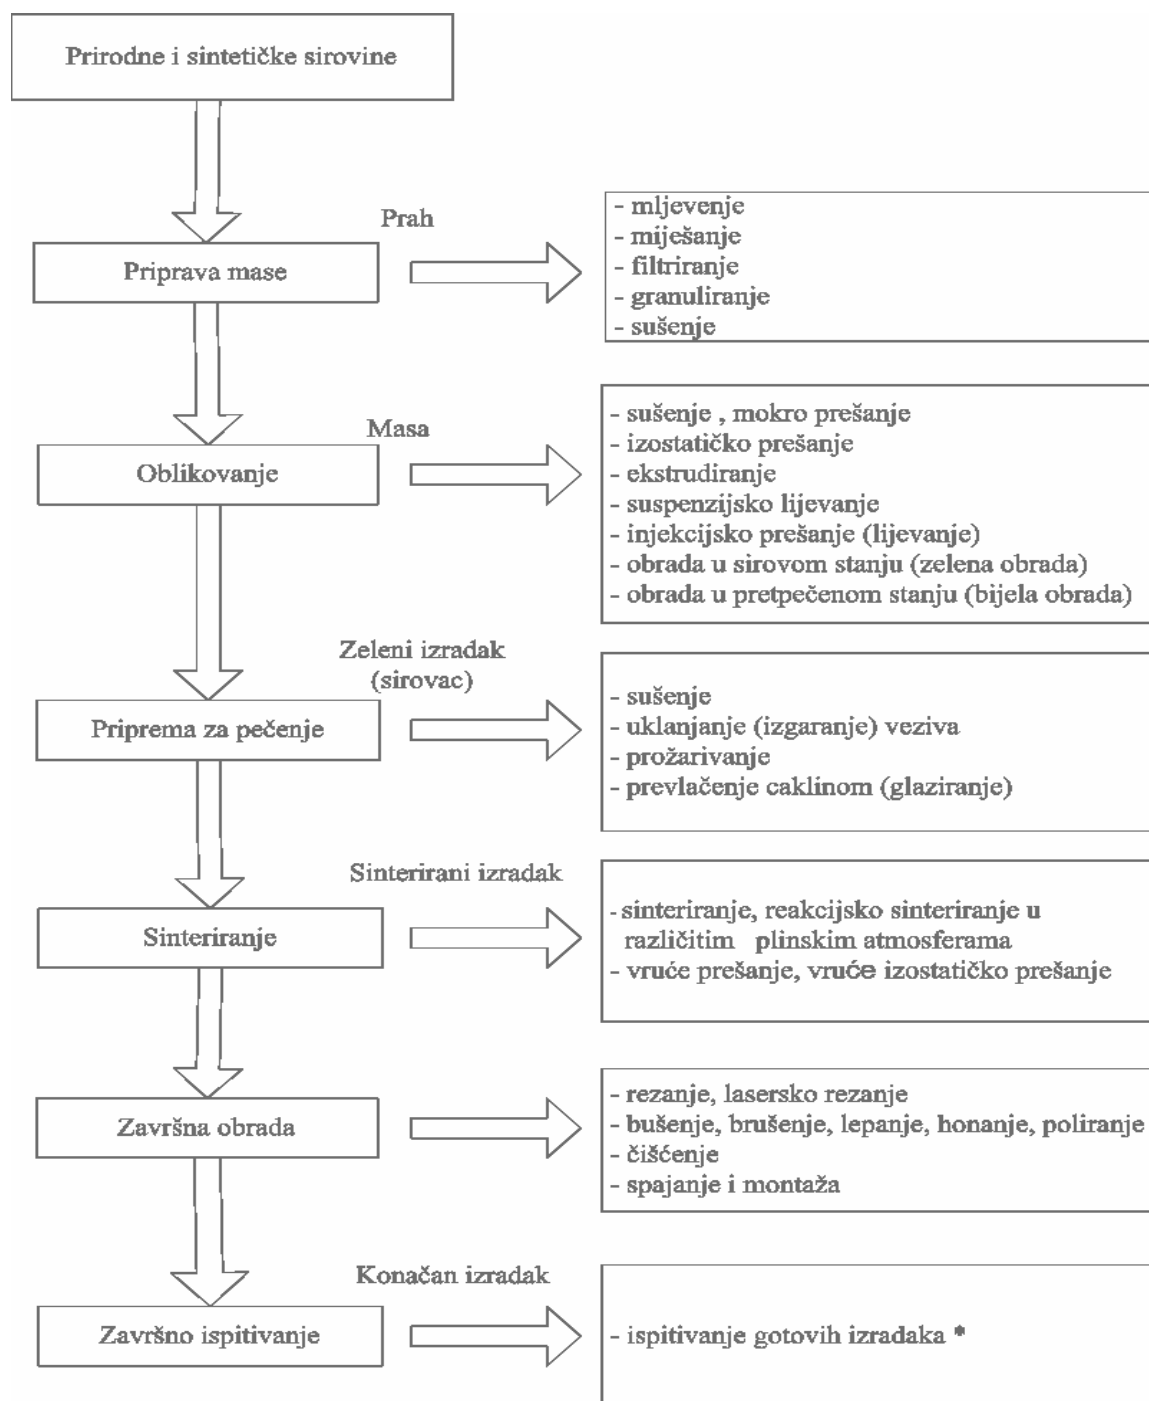 Prirodne i sintetičke sirovine
Prah
Priprava mase
- mljevenje
- miješanje
- filtriranje
- granuliranje
- sušenje
Masa
Oblikovanje
- sušenje , mokro prešanje
- izostatičko prešanje
- ekstrudiranje
- suspenzijsko lijevanje
- injekcijsko prešanje (lijevanje)
- obrada u sirovom stanju (zelena obrada)
- obrada u pretpečenom stanju (bijela obrada)
Zeleni izradak
(sirovac)
Priprema za pečenje
- sušenje
- uklanjanje (izgaranje) veziva
- prožarivanje
- prevlačenje caklinom (glaziranje)
Sinterirani izradak
Sinteriranje
- sinteriranje, reakcijsko sinteriranje u
različitim plinskim atmosferama
- vruće prešanje, vruće izostatičko prešanje
Završna obrada
- rezanje, lasersko rezanje
- bušenje, brušenje, lepanje, honanje, poliranje
- čišćenje
- spajanje i montaža
Konačan izradak
Završno ispitivanje
- ispitivanje gotovih izradaka *